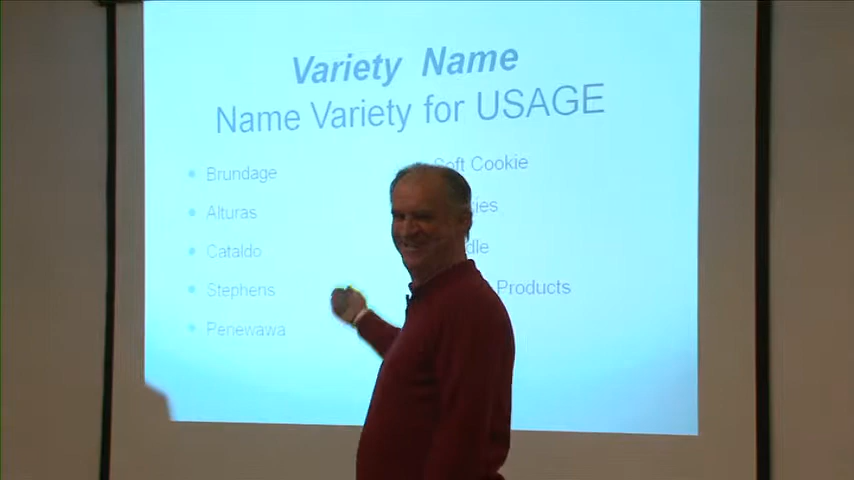 Variety Name
Name Variety for USAGE
Brundage
Alturas
Cataldo
Stephens
Penewawa
Soft Cookie
Products